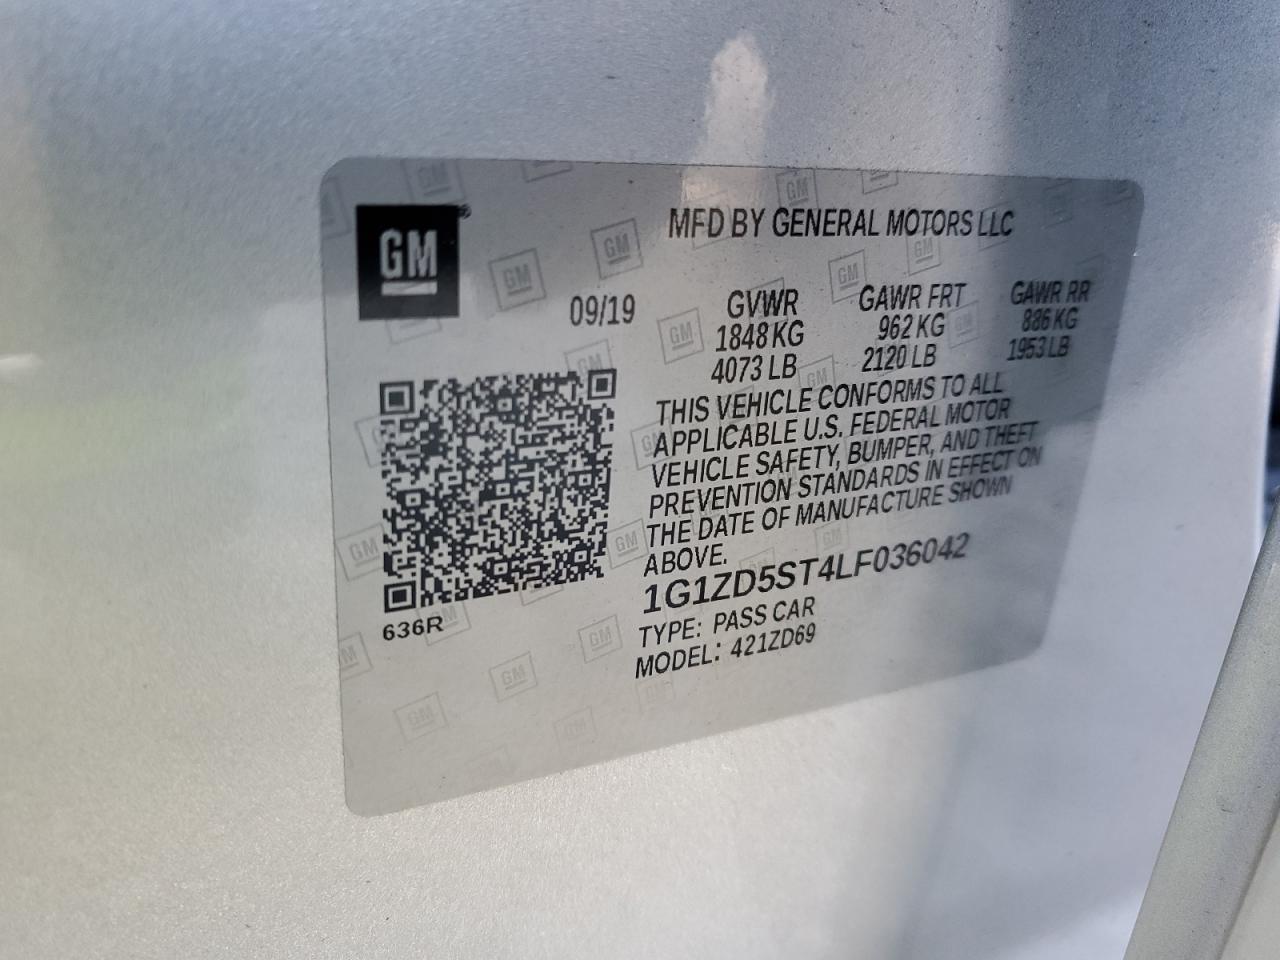 GM®
MFD BY GENERAL MOTORS LLC
09/19
GVWR
1848 KG
4073 LB
GAWR FRT
962 KG
2120 LB
GAWR RR
886 KG
1953 LB
THIS VEHICLE CONFORMS TO ALL
APPLICABLE U.S. FEDERAL MOTOR
VEHICLE SAFETY, BUMPER, AND THEFT
PREVENTION STANDARDS IN EFFECT ON
THE DATE OF MANUFACTURE SHOWN
ABOVE.
1G1ZD5ST4LF036042
TYPE: PASS CAR
MODEL: 421ZD69
636R